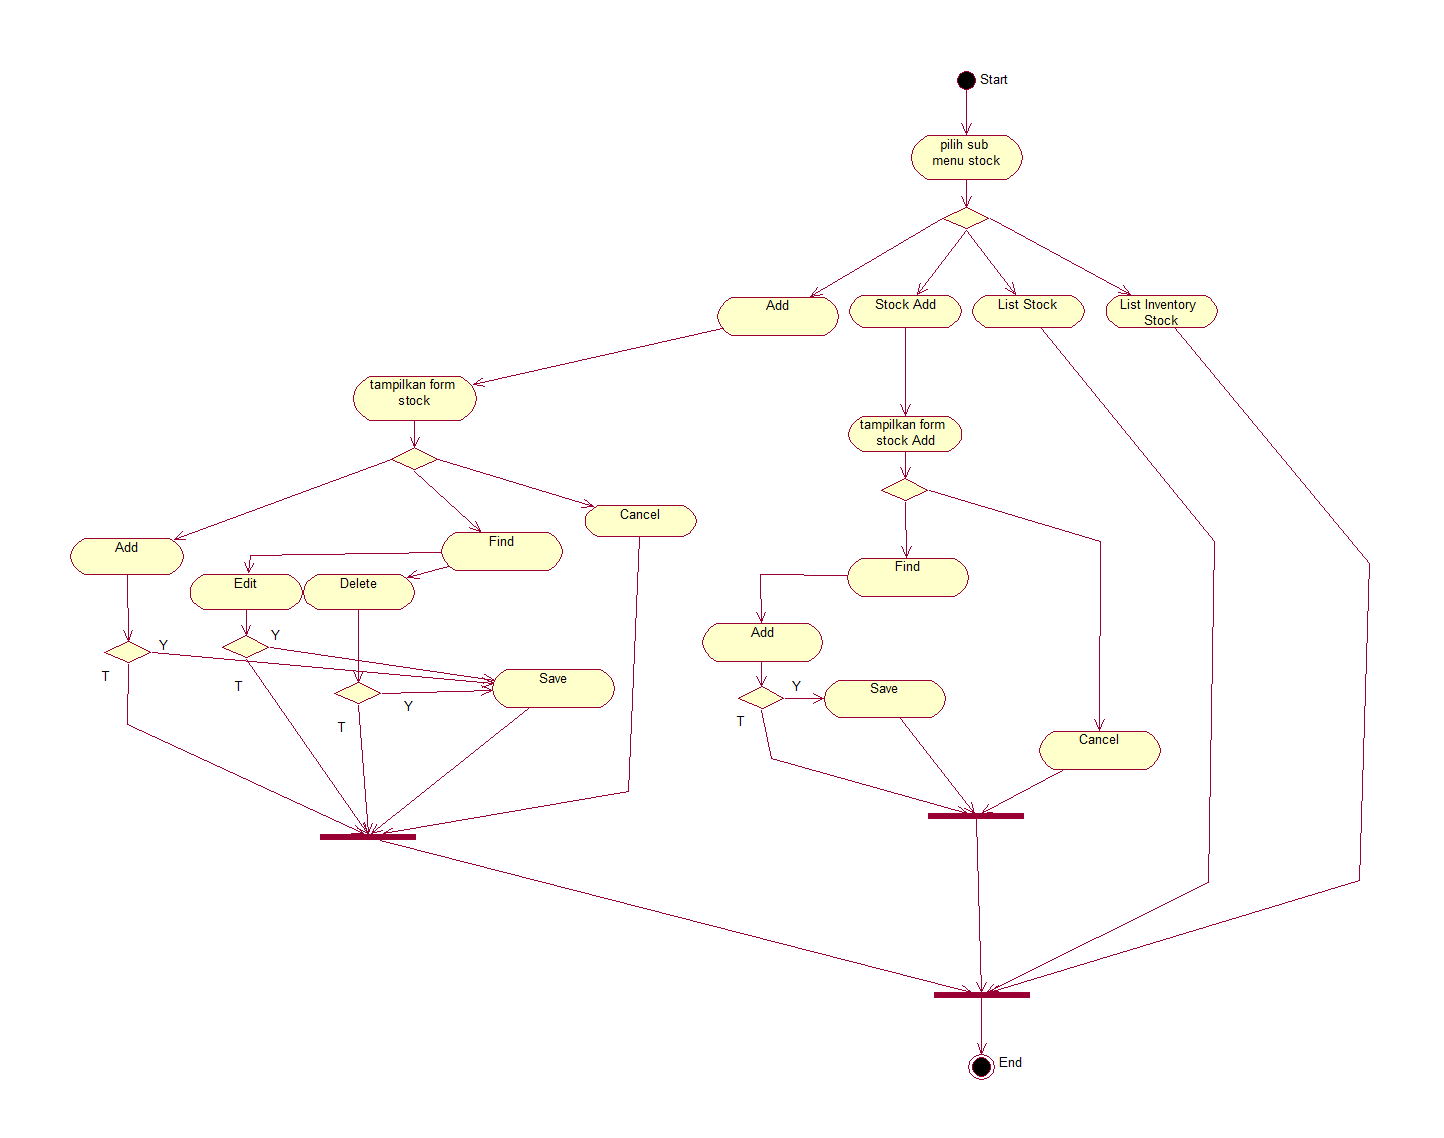 Start
pilih sub
menu stock
Add
Stock Add
List Stock
List Inventory
Stock
tampilkan form
stock
tampilkan form
stock Add
Add
Find
Cancel
Edit
Delete
Find
Add
Y
Y
T
T
Save
Y
T
Y
Save
T
Cancel
End